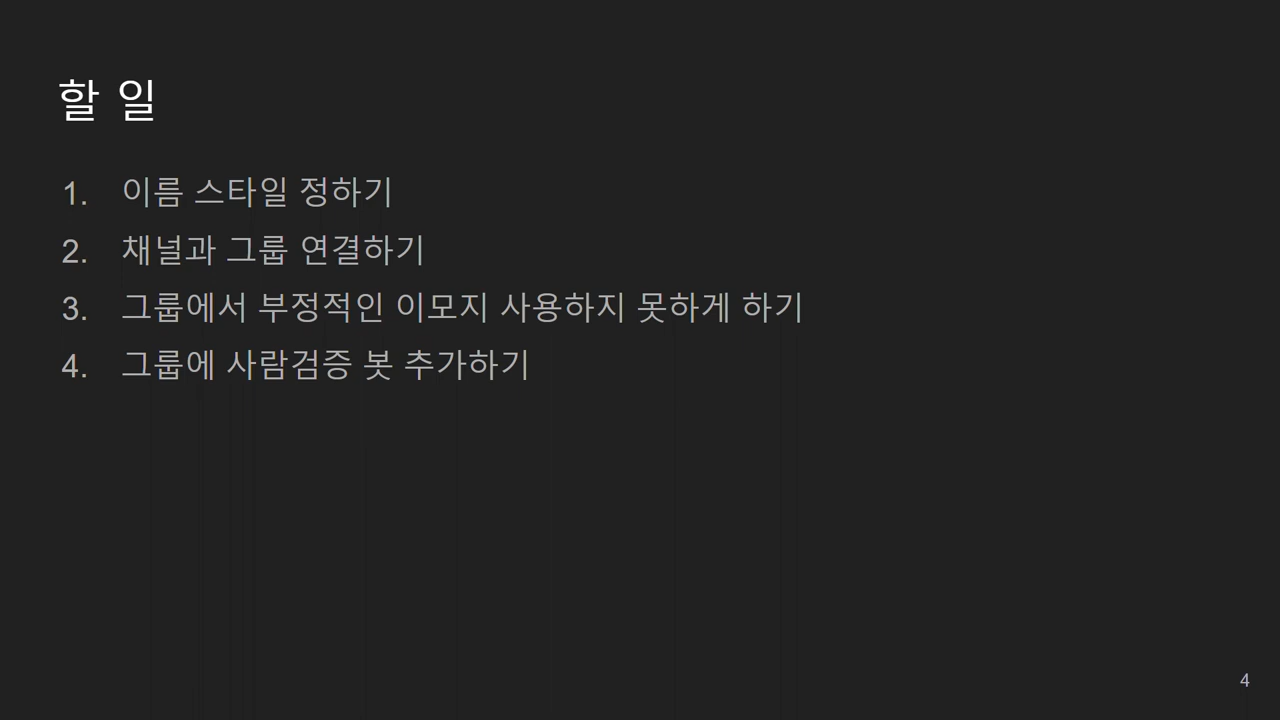 할 일
1. 이름 스타일 정하기
2. 채널과 그룹 연결하기
3. 그룹에서 부정적인 이모지 사용하지 못하게 하기
4. 그룹에 사람검증 봇 추가하기
4